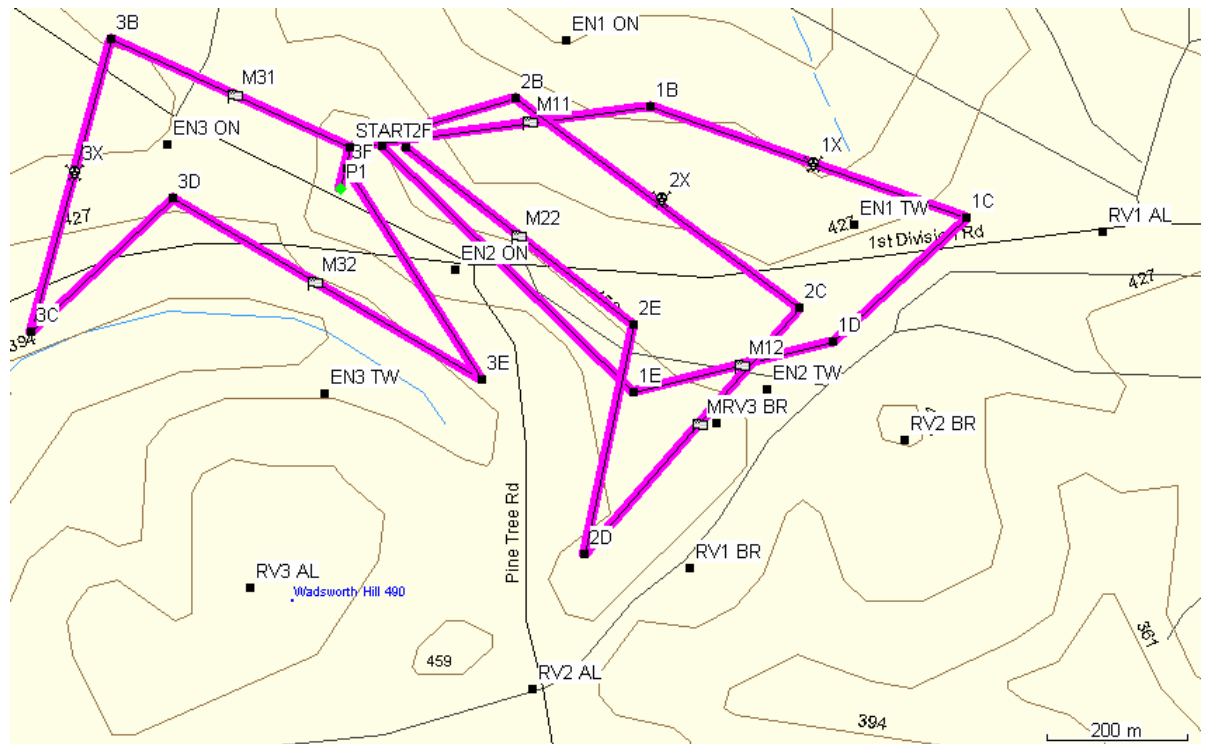 3B
EN1 ON
M31
2B
M11
1B
EN3 ON
START2F
3F
1X
3X
P1
3D
2X
EN1 TW
1C
427
427
1st Division Rd
RV1 AL
EN2 ON
M22
M32
427
2C
3C
394
2E
1D
M12
3E
EN3 TW
1E
EN2 TW
MRV3 BR
RV2 BR
Pine Tree Rd
2D
RV1 BR
RV3 AL
Wadsworth Hill 490
361
459
RV2 AL
394
200 m